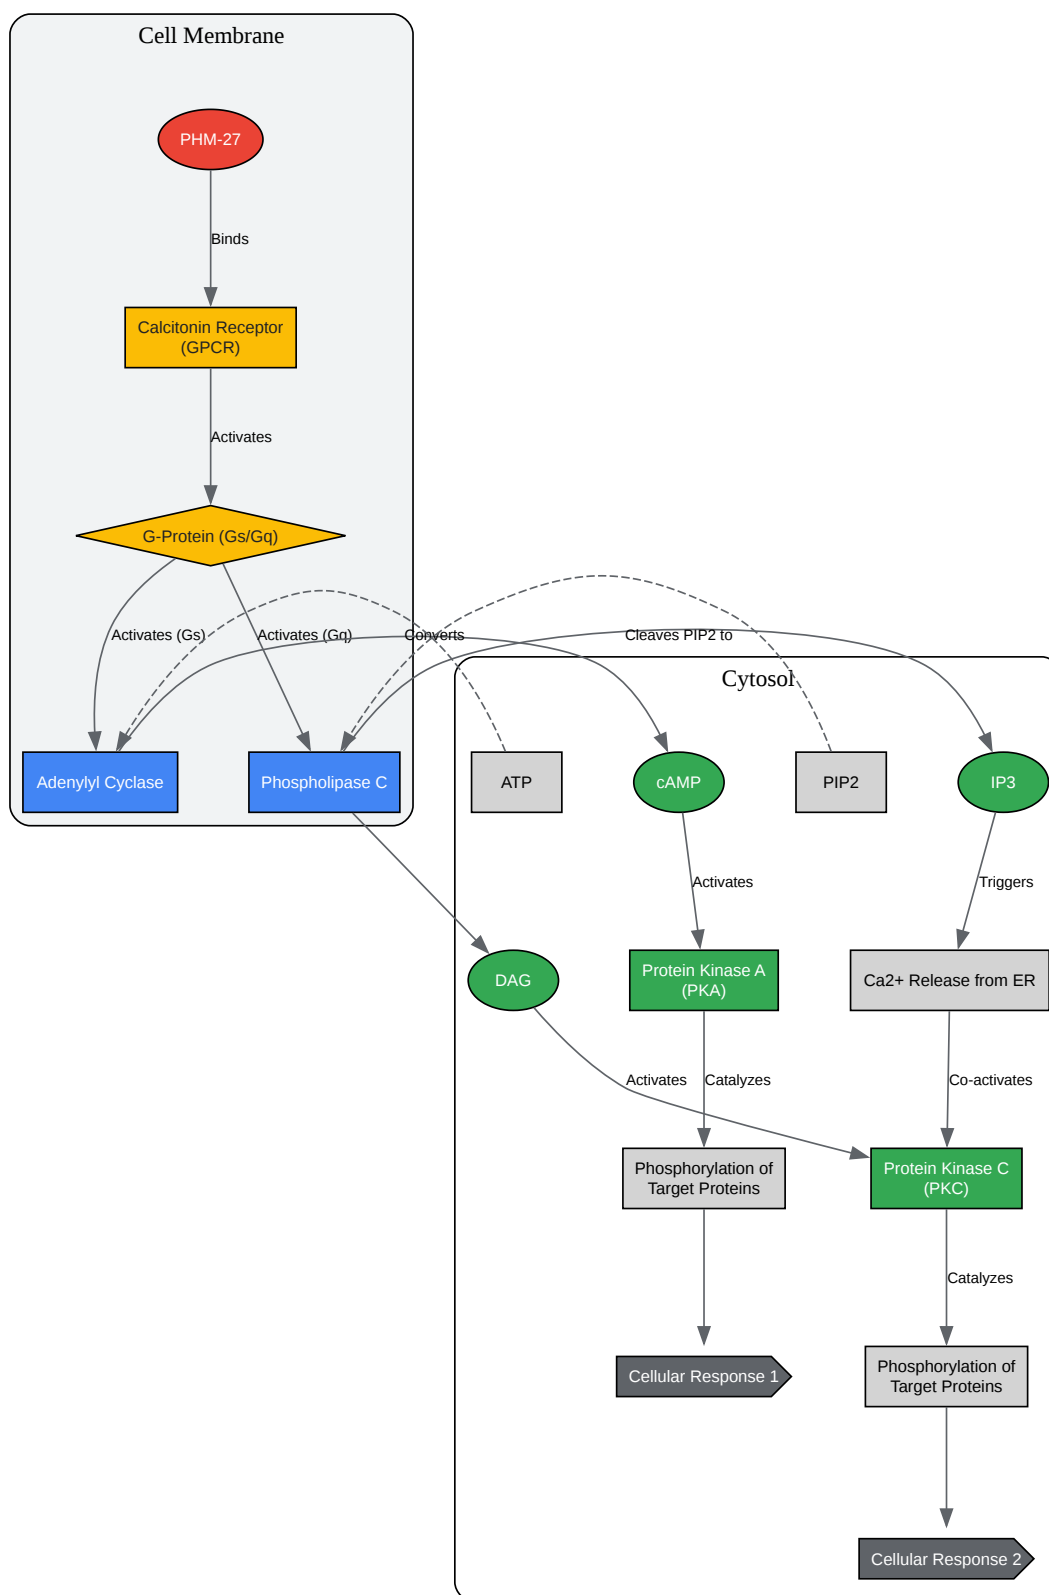 Cell Membrane
PHM-27
Binds
Calcitonin Receptor
(GPCR)
Activates
G-Protein (Gs/Gq)
Activates (Gs)
Activates (Gq)
Converts
Cleaves PIP2 to
Cytosol
Adenylyl Cyclase
Phospholipase C
ATP
cAMP
PIP2
IP3
Activates
Triggers
DAG
Protein Kinase A
(PKA)
Ca2+ Release from ER
Activates
Catalyzes
Co-activates
Phosphorylation of
Target Proteins
Protein Kinase C
(PKC)
Catalyzes
Cellular Response 1
Phosphorylation of
Target Proteins
Cellular Response 2